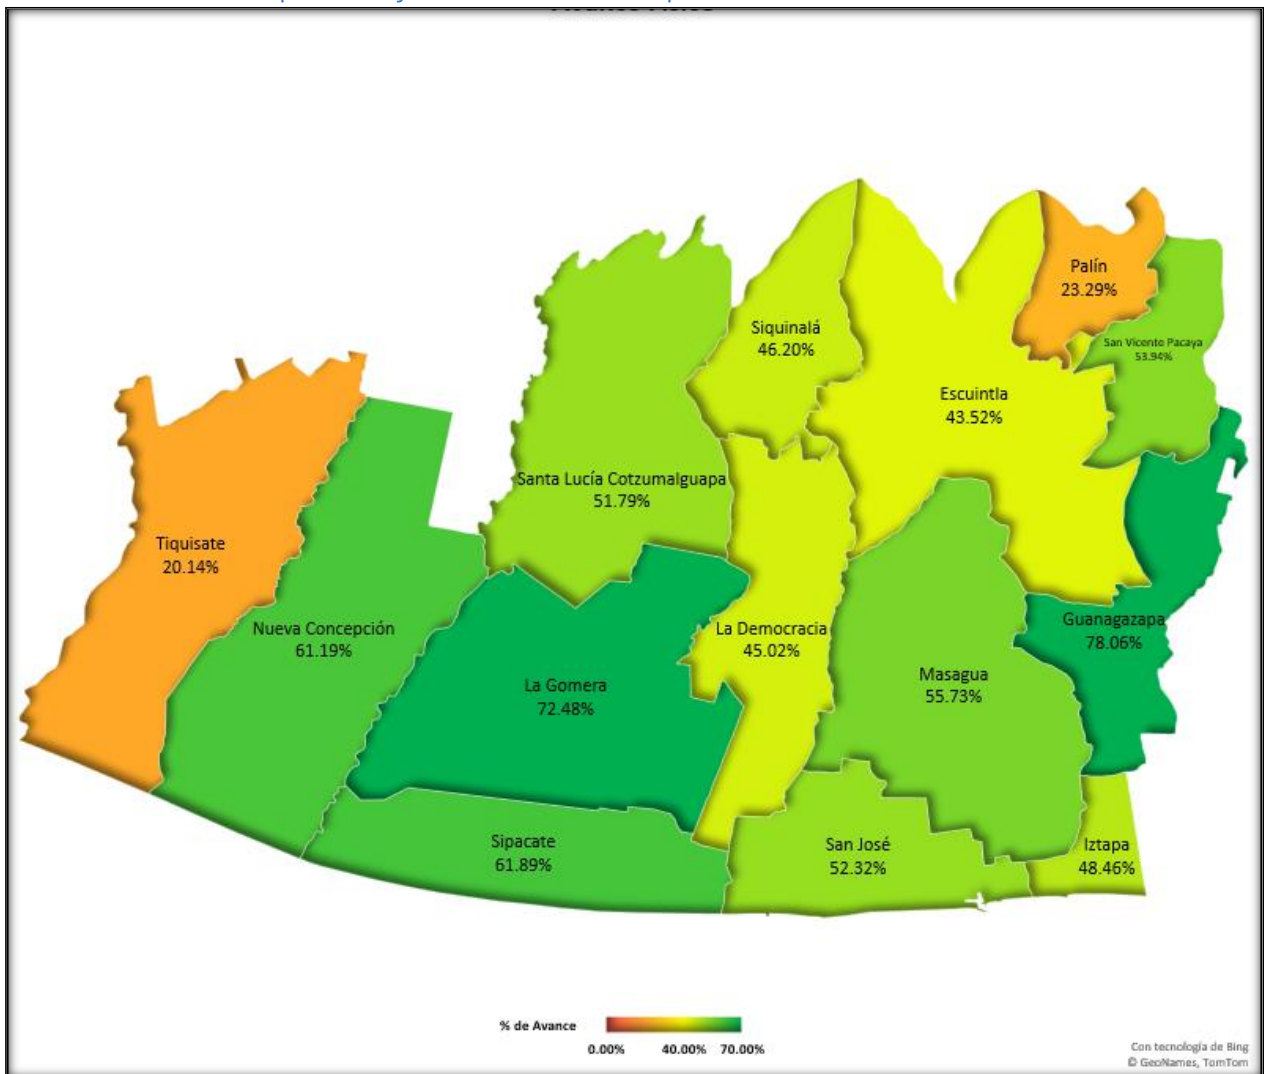 Palín
23.29%
Siquinalá
46.20%
San Vicente Pacaya
53.94%
Escuintla
43.52%
Santa Lucía Cotzumalguapa
51.79%
Tiquisate
20.14%
Nueva Concepción
61.19%
La Democracia
45.02%
Guanagazapa
78.06%
La Gomera
72.48%
Masagua
55.73%
Sipacate
61.89%
San José
52.32%
Iztapa
48.46%
% de Avance
0.00% 40.00% 70.00%
Con tecnología de Bing
© GeoNames, TomTom